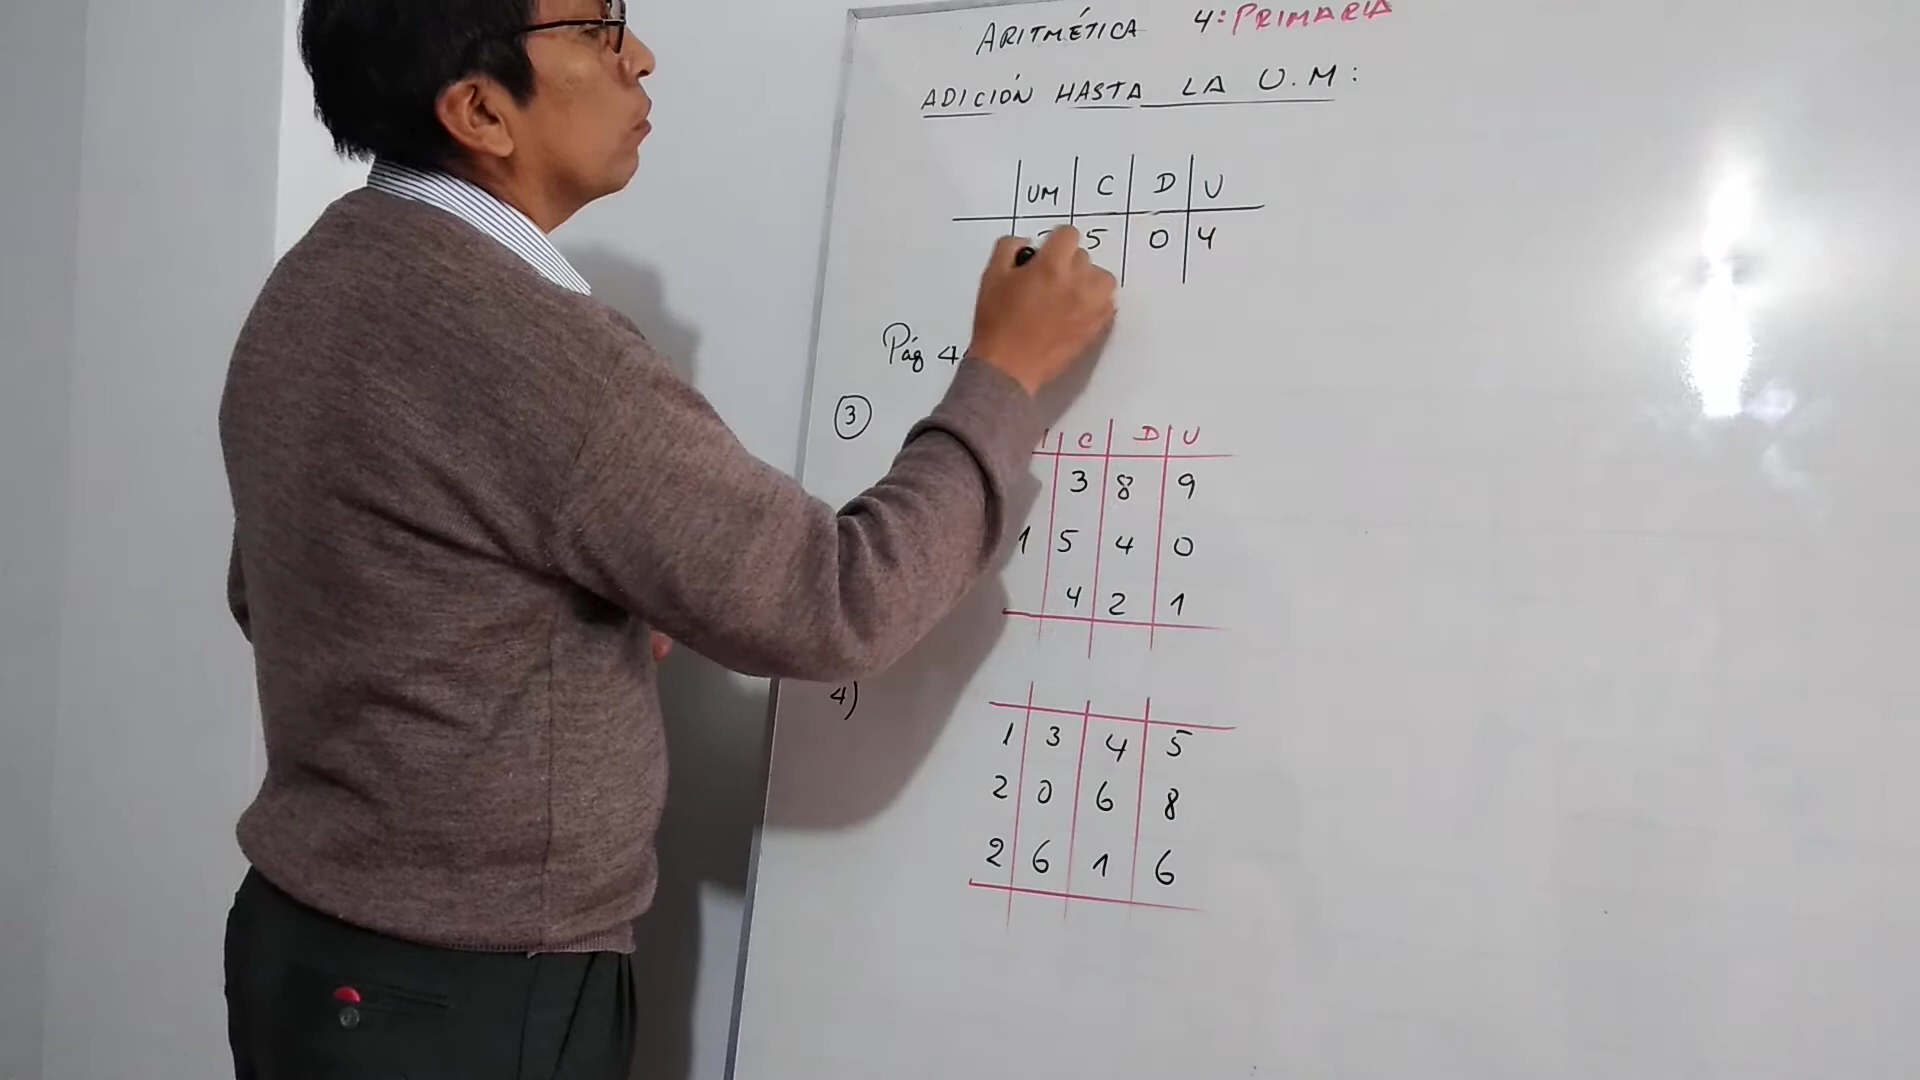 ARITMÉTICA 4: PRIMARIA
ADICIÓN HASTA LA U.M:
UM C D U
5 0 4
Pág
3
C D U
3 8 9
1 5 4 0
4 2 1
4)
1 3 4 5
2 0 6 8
2 6 1 6